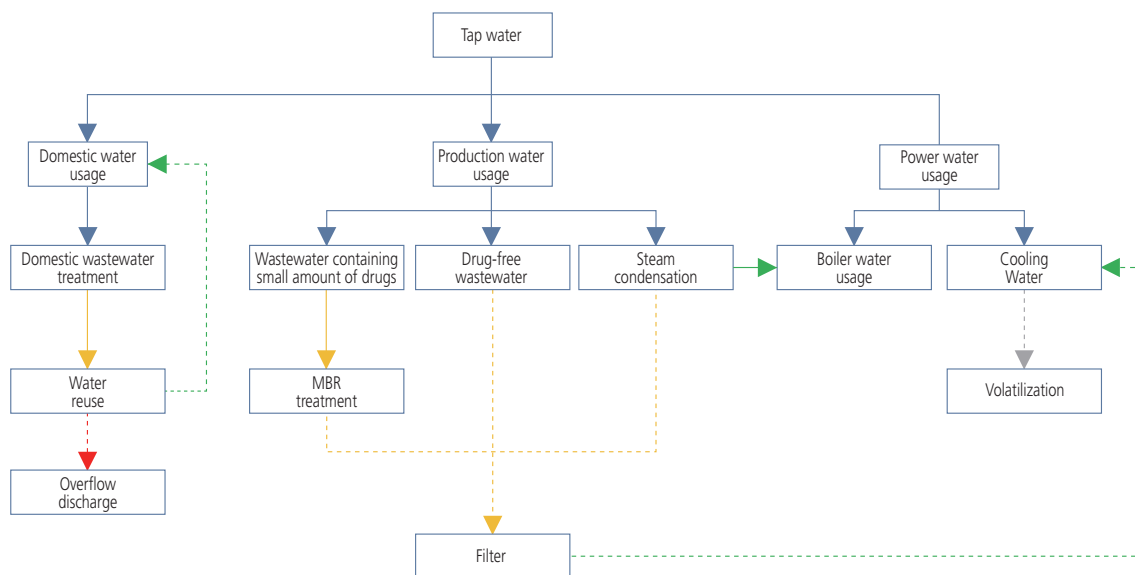 Tap water
Domestic water
usage
Production water
usage
Power water
usage
Domestic wastewater
treatment
Wastewater containing
small amount of drugs
Drug-free
wastewater
Steam
condensation
Boiler water
usage
Cooling
Water
Water
reuse
MBR
treatment
Volatilization
Overflow
discharge
Filter